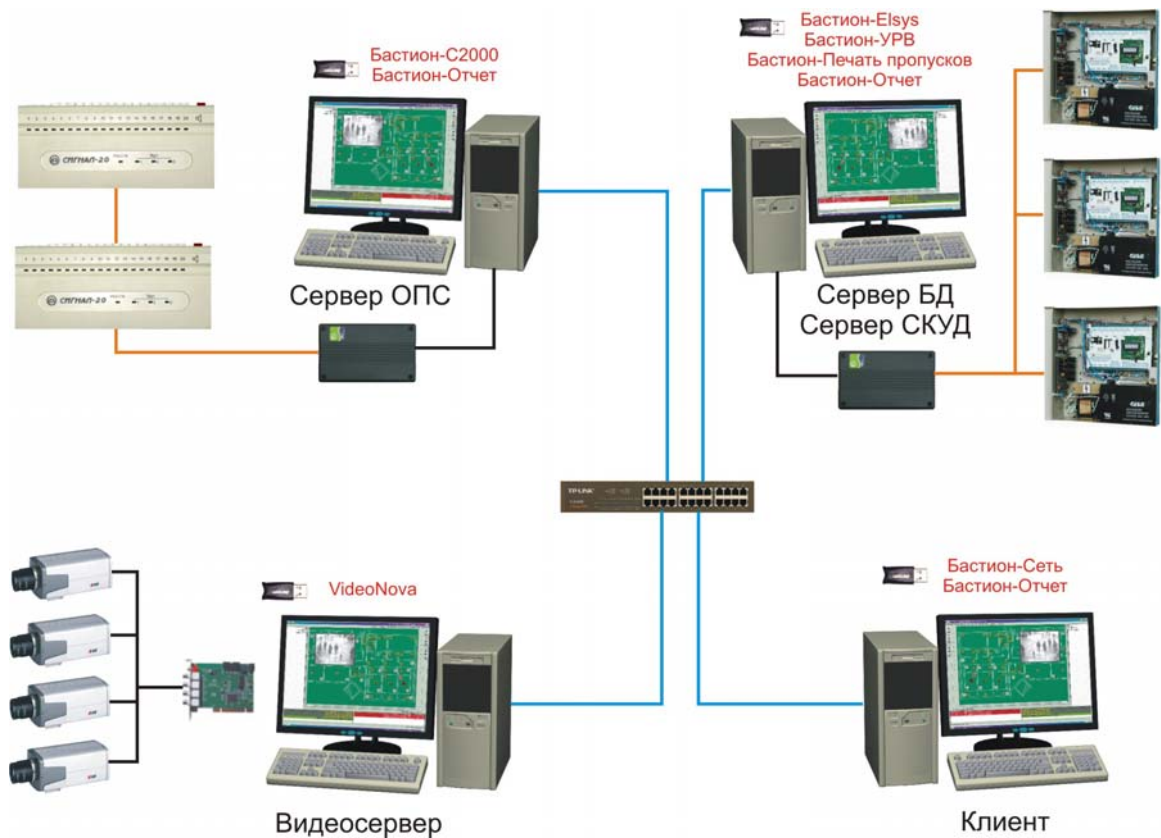 Бастион-С2000
Бастион-Отчет
Бастион-Elsys
Бастион-УРВ
Бастион-Печать пропусков
Бастион-Отчет
СИГНАЛ-20
СИГНАЛ-20
Сервер ОПС
Сервер БД
Сервер СКУД
TP-LINK
VideoNova
Бастион-Сеть
Бастион-Отчет
Видеосервер
Клиент